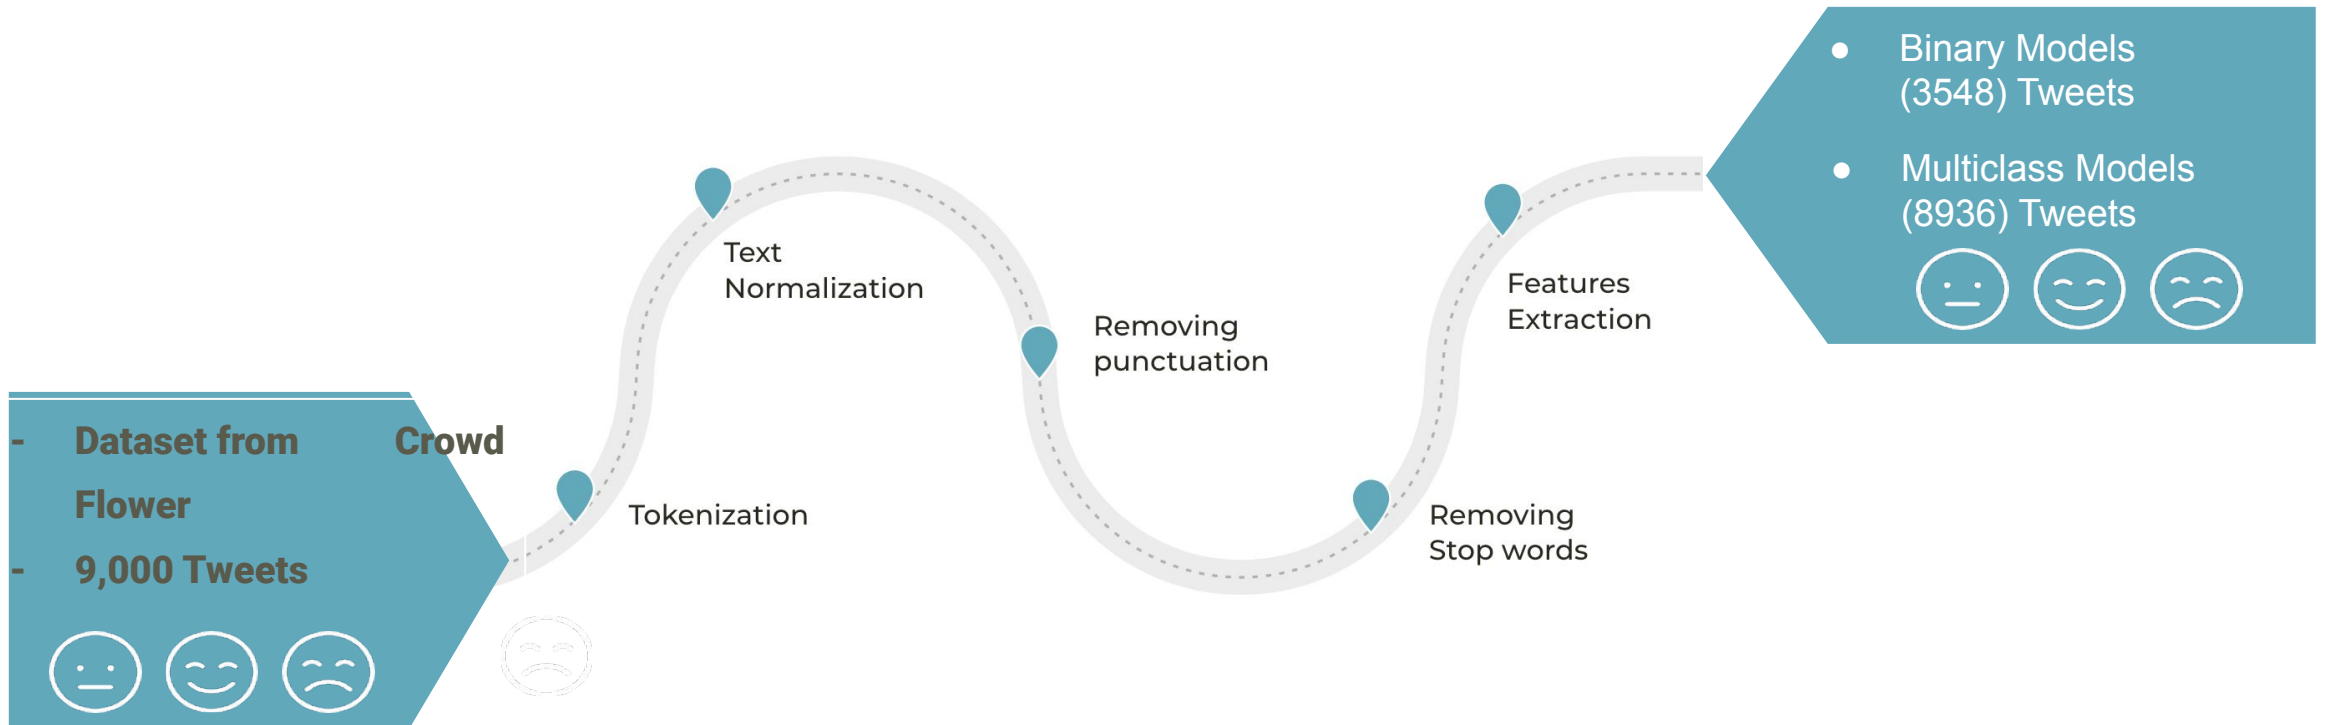 - Dataset from Crowd
Flower
- 9,000 Tweets
Tokenization
Text
Normalization
Removing
punctuation
Removing
Stop words
Features
Extraction
● Binary Models
(3548) Tweets
● Multiclass Models
(8936) Tweets